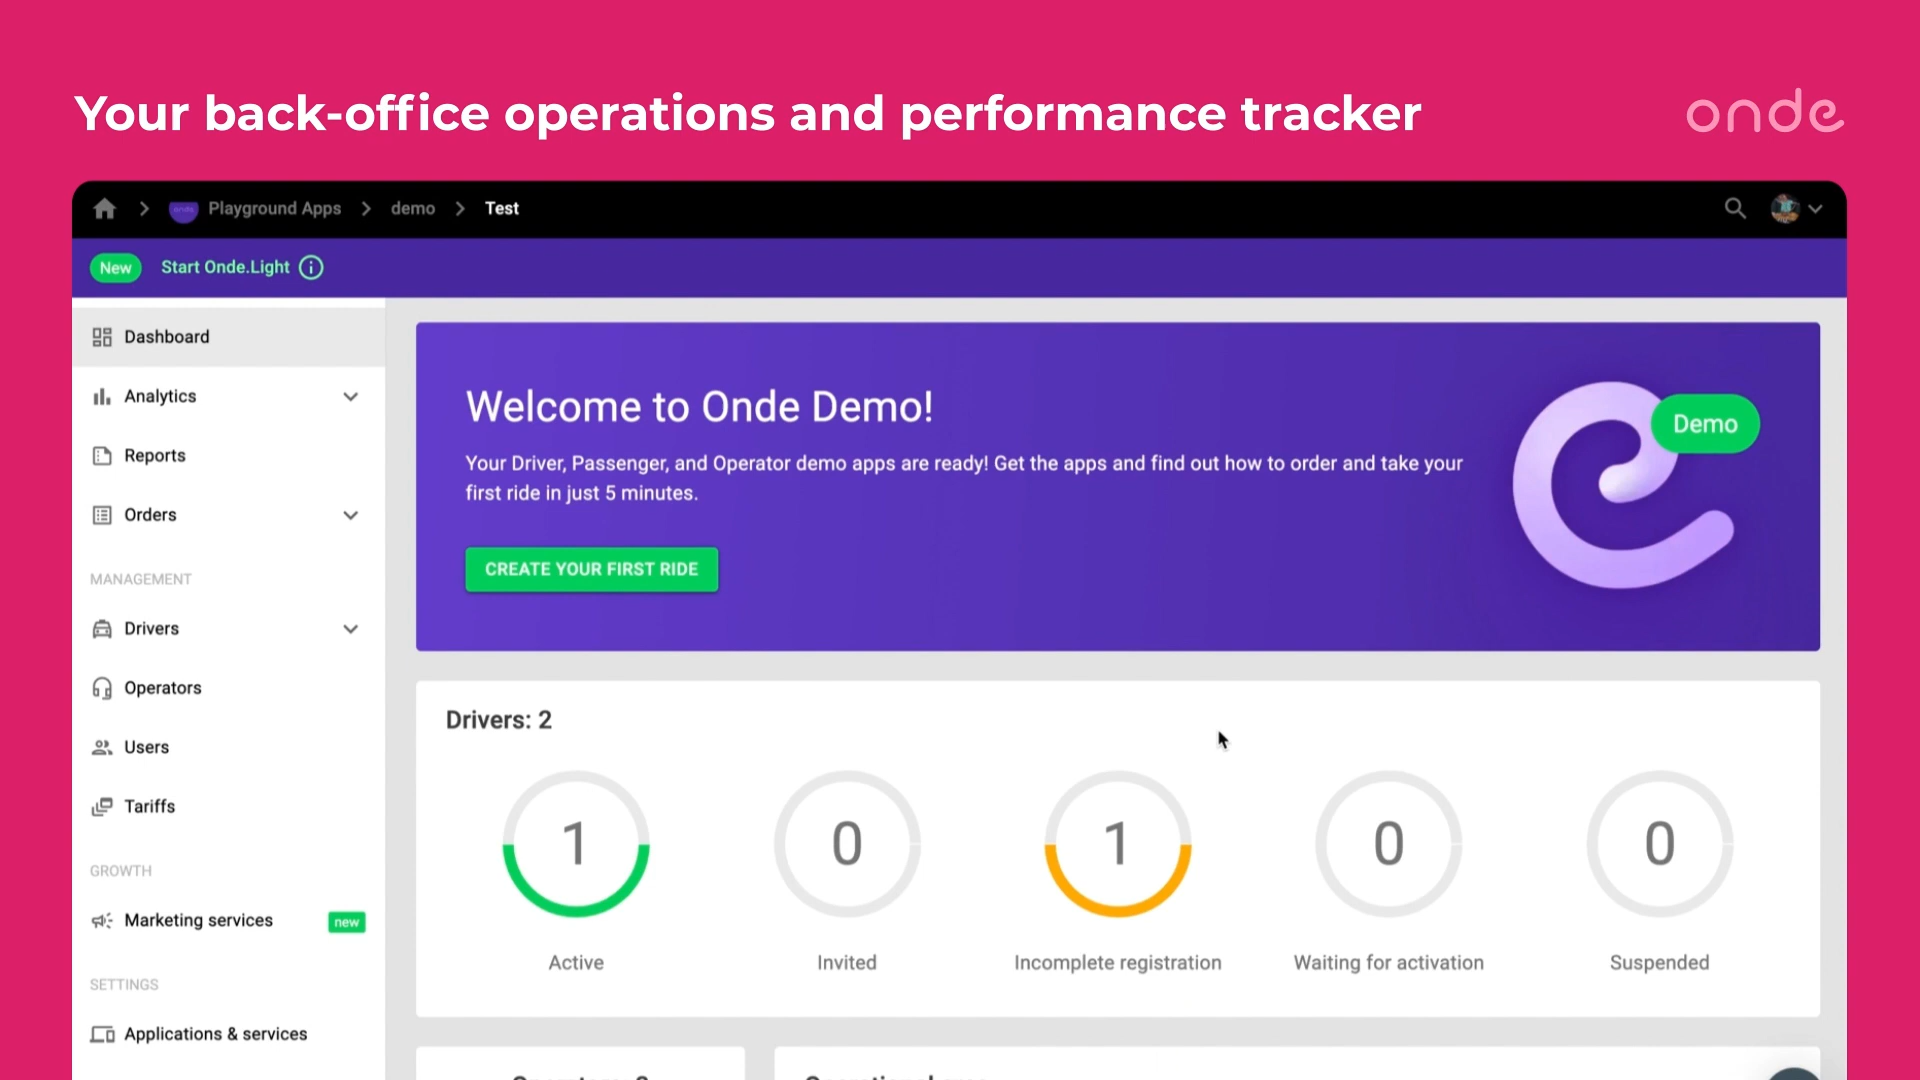 Your back-office operations and performance tracker
onde
Playground Apps
demo
Test
New
Start Onde.Light
Dashboard
Analytics
Reports
Orders
MANAGEMENT
Drivers
Operators
Users
Tariffs
GROWTH
Marketing services
new
SETTINGS
Applications & services
Welcome to Onde Demo!
Your Driver, Passenger, and Operator demo apps are ready! Get the apps and find out how to order and take your
first ride in just 5 minutes.
CREATE YOUR FIRST RIDE
Demo
Drivers: 2
1
0
1
0
0
Active
Invited
Incomplete registration
Waiting for activation
Suspended